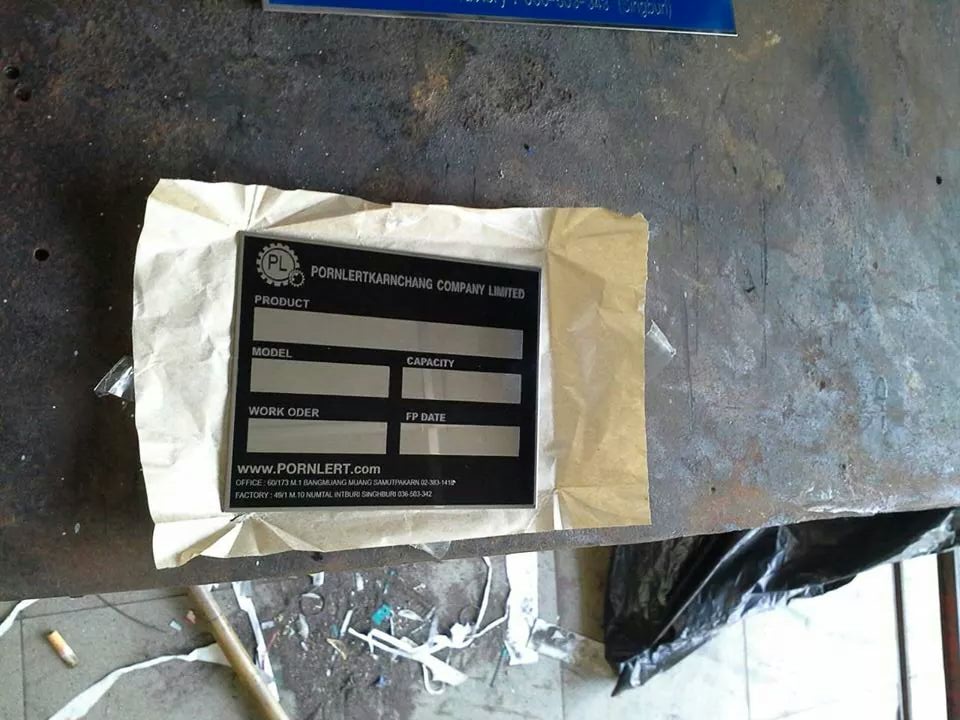 (Singburi)
PL
PORNLERTKARNCHANG COMPANY LIMITED
PRODUCT
MODEL
CAPACITY
WORK ODER
FP DATE
www.PORNLERT.com
OFFICE : 60/173 M.1 BANGMUANG MUANG SAMUTPAKARN 02-383-1418
FACTORY : 49/1 M.10 NUMTAL INTBURI SINGHBURI 036-503-342